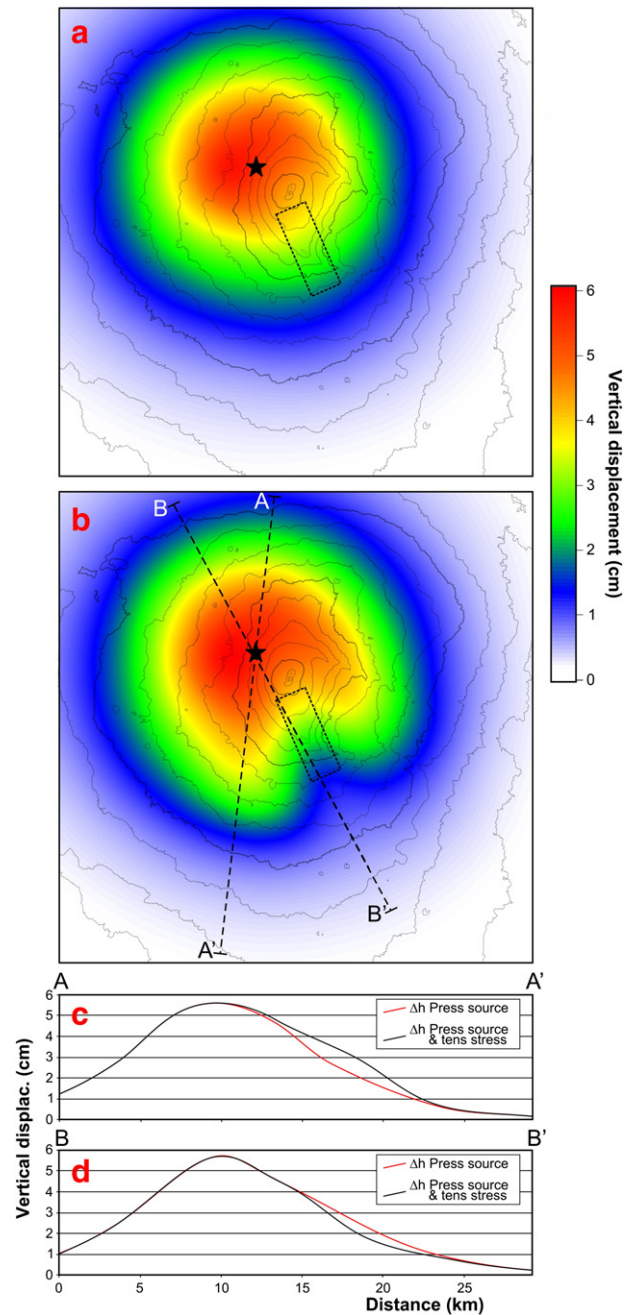 a
6
5
4
3
2
1
0
Vertical displacement (cm)
b
B
A
B'
A'
A
A'
c
Δh Press source
Δh Press source
& tens stress
6
5
4
3
2
1
0
B
B'
d
Δh Press source
Δh Press source
& tens stress
6
5
4
3
2
1
0
Vertical displac. (cm)
0
5
10
15
20
25
Distance (km)